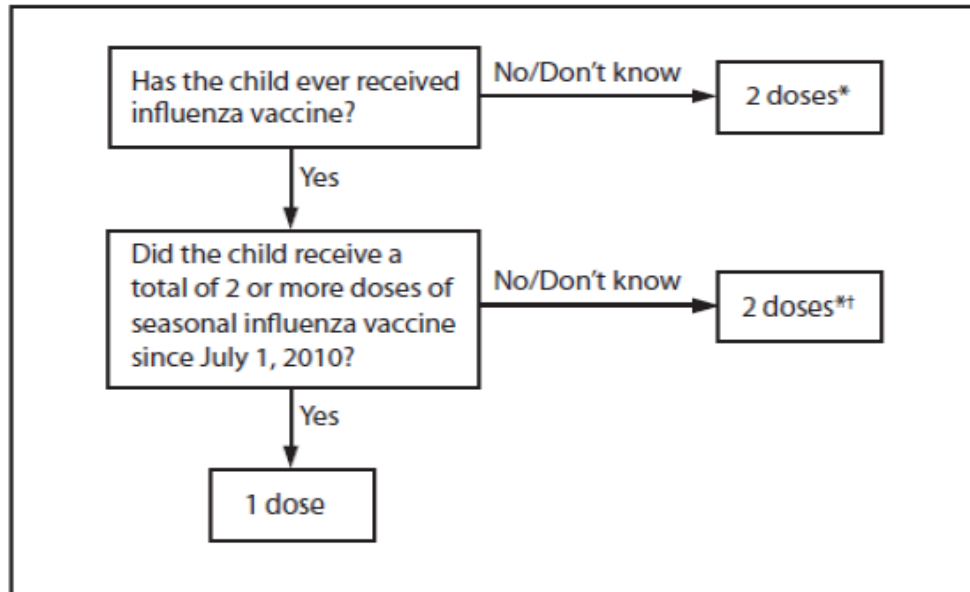 Has the child ever received
influenza vaccine?
No/Don't know
2 doses*
Yes
Did the child receive a
total of 2 or more doses of
seasonal influenza vaccine
since July 1, 2010?
No/Don't know
2 doses*†
Yes
1 dose